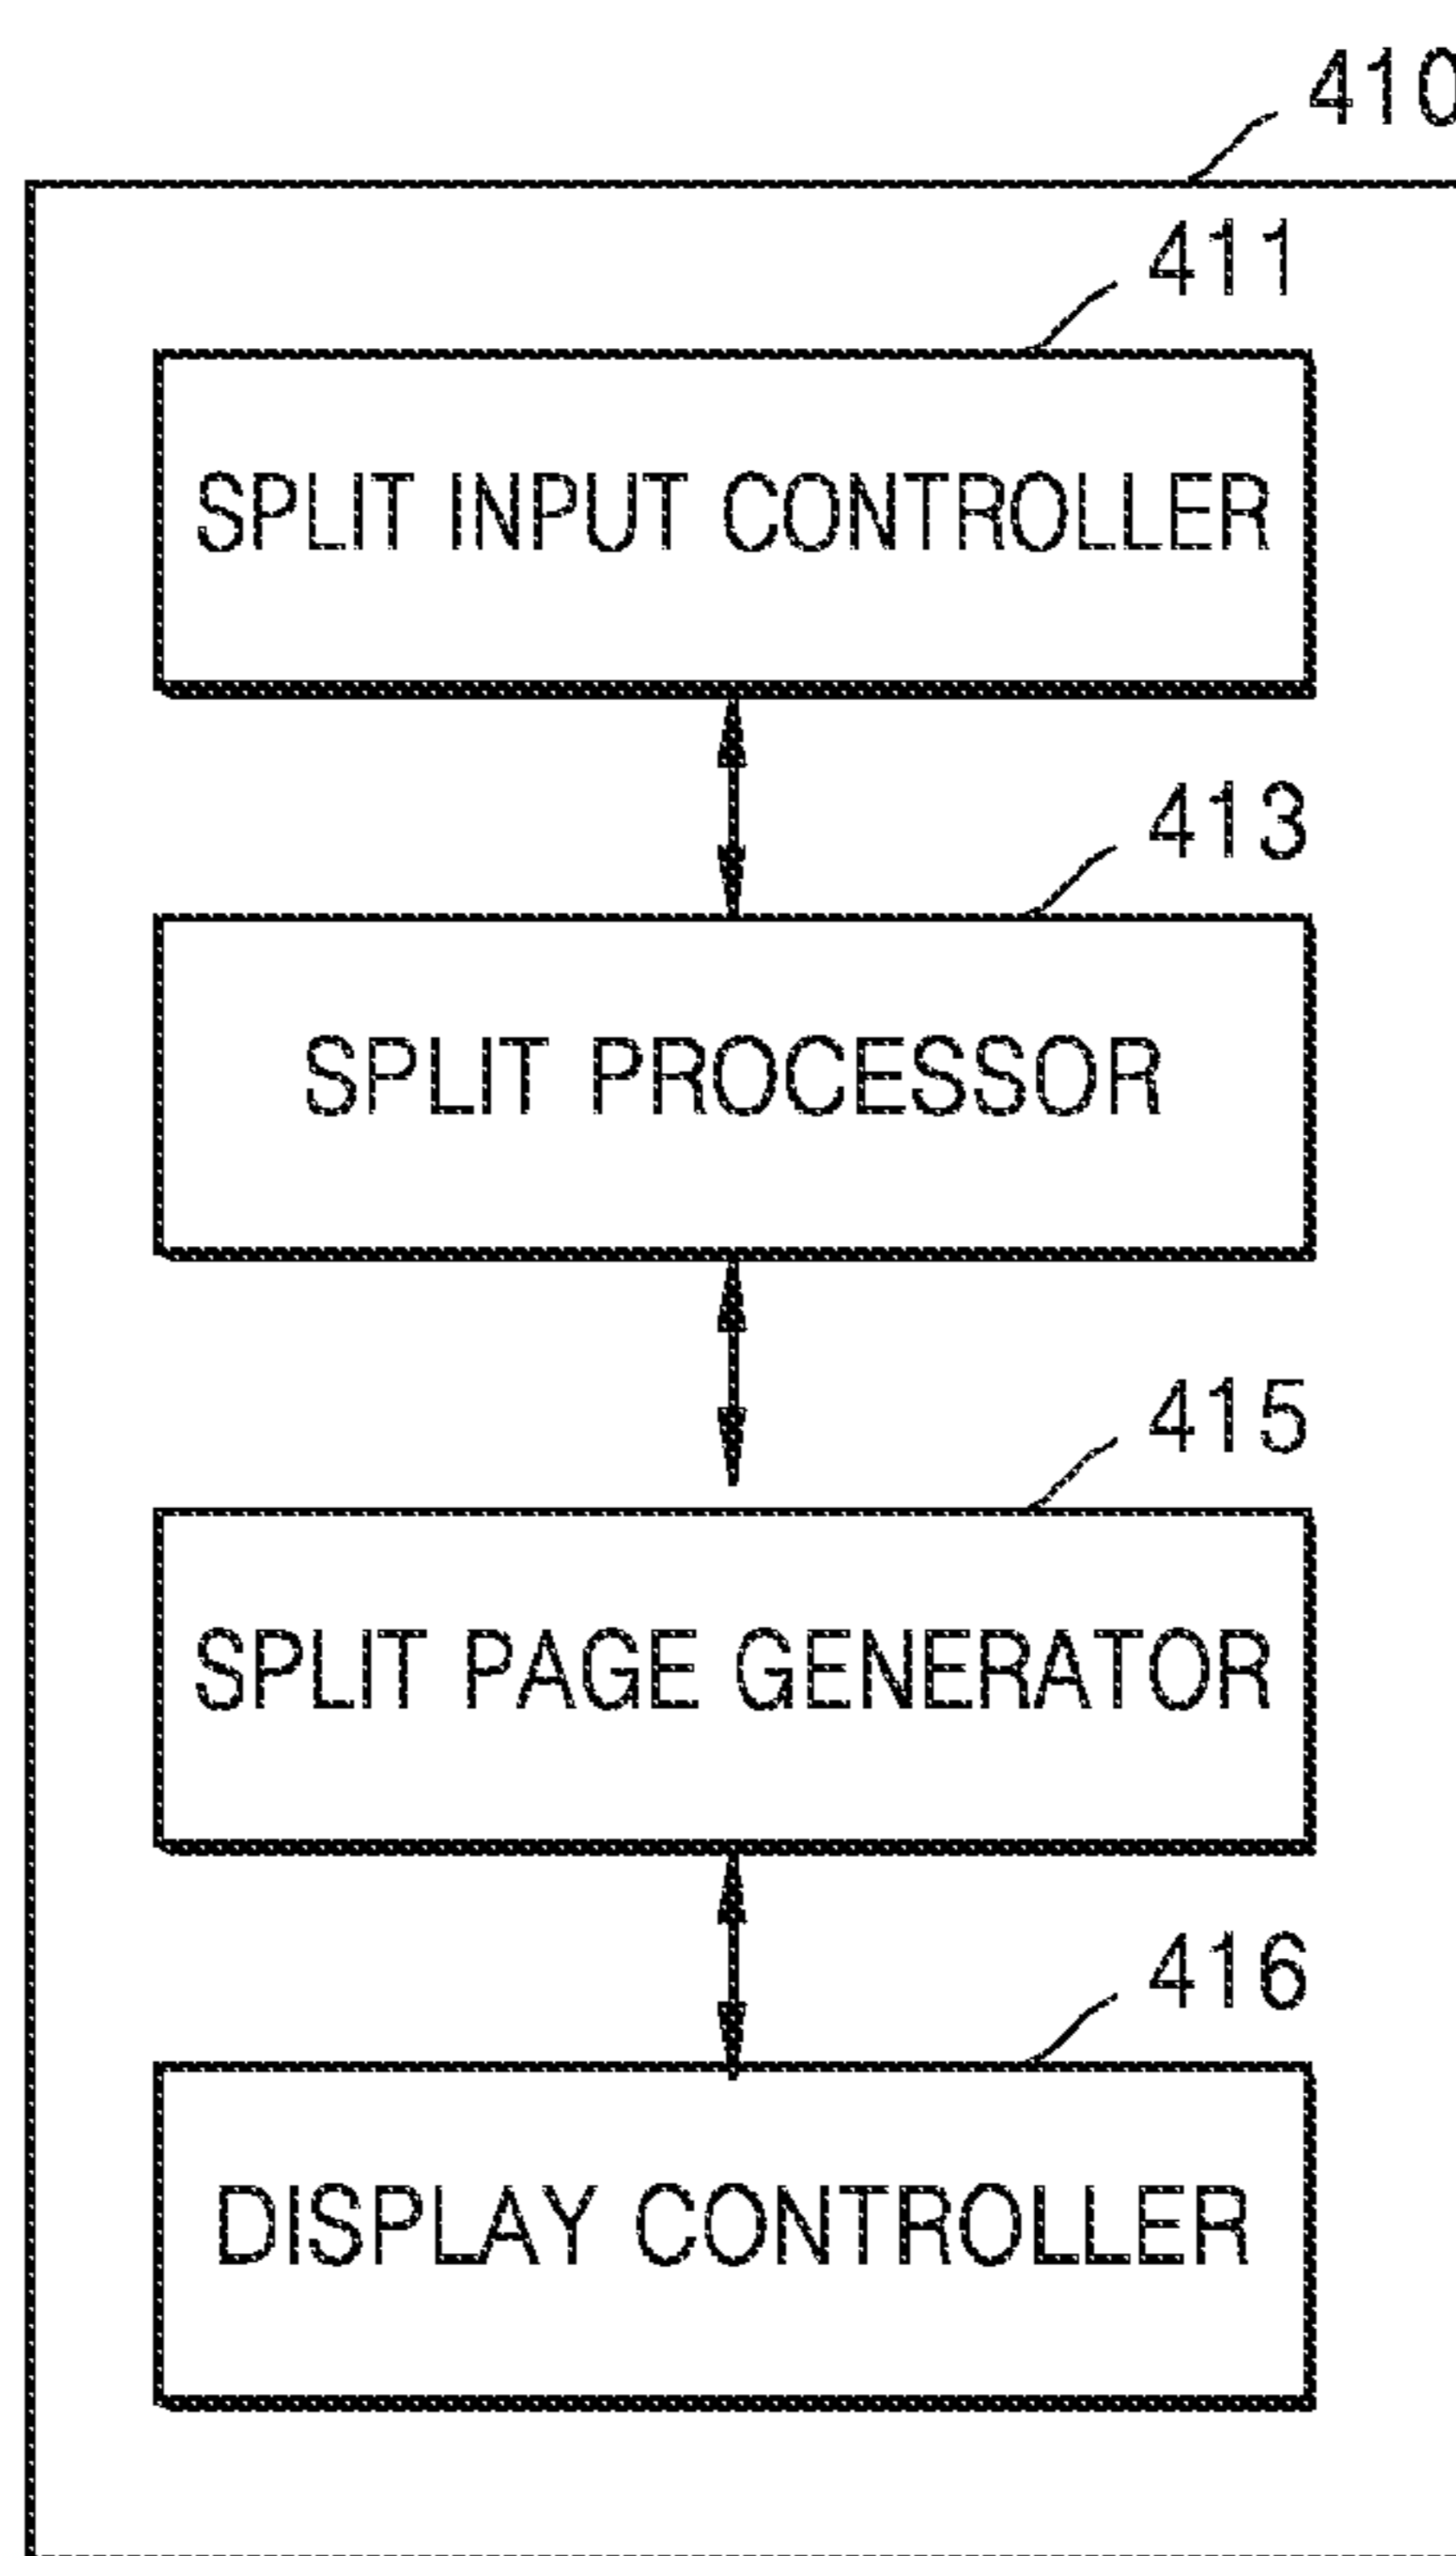 410
411
SPLIT INPUT CONTROLLER
413
SPLIT PROCESSOR
415
SPLIT PAGE GENERATOR
416
DISPLAY CONTROLLER